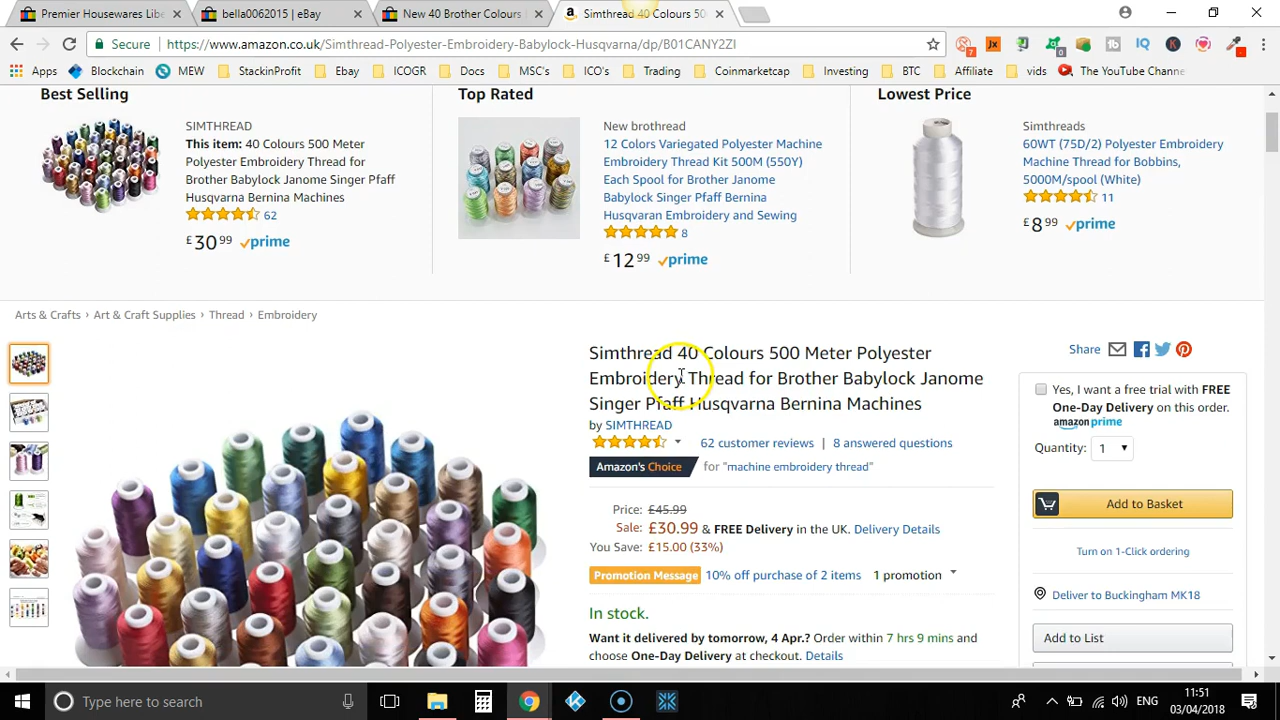 Premier Housewares Libe
bella0062015 | eBay
New 40 Brother Colours
Simthread 40 Colours 50
Secure
https://www.amazon.co.uk/Simthread-Polyester-Embroidery-Babylock-Husqvarna/dp/B01CANY2ZI
Apps
Blockchain
MEW
StackinProfit
Ebay
ICOGR
Docs
MSC's
ICO's
Trading
Coinmarketcap
Investing
BTC
Affiliate
vids
The YouTube Channe
Best Selling
SIMTHREAD
This item: 40 Colours 500 Meter
Polyester Embroidery Thread for
Brother Babylock Janome Singer Pfaff
Husqvarna Bernina Machines
62
£30 99 prime
Top Rated
New brothread
12 Colors Variegated Polyester Machine
Embroidery Thread Kit 500M (550Y)
Each Spool for Brother Janome
Babylock Singer Pfaff Bernina
Husqvaran Embroidery and Sewing
8
£12 99 prime
Lowest Price
Simthreads
60WT (75D/2) Polyester Embroidery
Machine Thread for Bobbins,
5000M/spool (White)
11
£8 99 prime
Arts & Crafts › Art & Craft Supplies › Thread › Embroidery
Simthread 40 Colours 500 Meter Polyester
Embroidery Thread for Brother Babylock Janome
Singer Pfaff Husqvarna Bernina Machines
by SIMTHREAD
62 customer reviews | 8 answered questions
Amazon's Choice for "machine embroidery thread"
Price: £45.99
Sale: £30.99 & FREE Delivery in the UK. Delivery Details
You Save: £15.00 (33%)
Promotion Message 10% off purchase of 2 items 1 promotion
In stock.
Want it delivered by tomorrow, 4 Apr.? Order within 7 hrs 9 mins and
choose One-Day Delivery at checkout. Details
Share
Yes, I want a free trial with FREE
One-Day Delivery on this order.
amazon prime
Quantity: 1
Add to Basket
Turn on 1-Click ordering
Deliver to Buckingham MK18
Add to List
Type here to search
ENG
11:51
03/04/2018